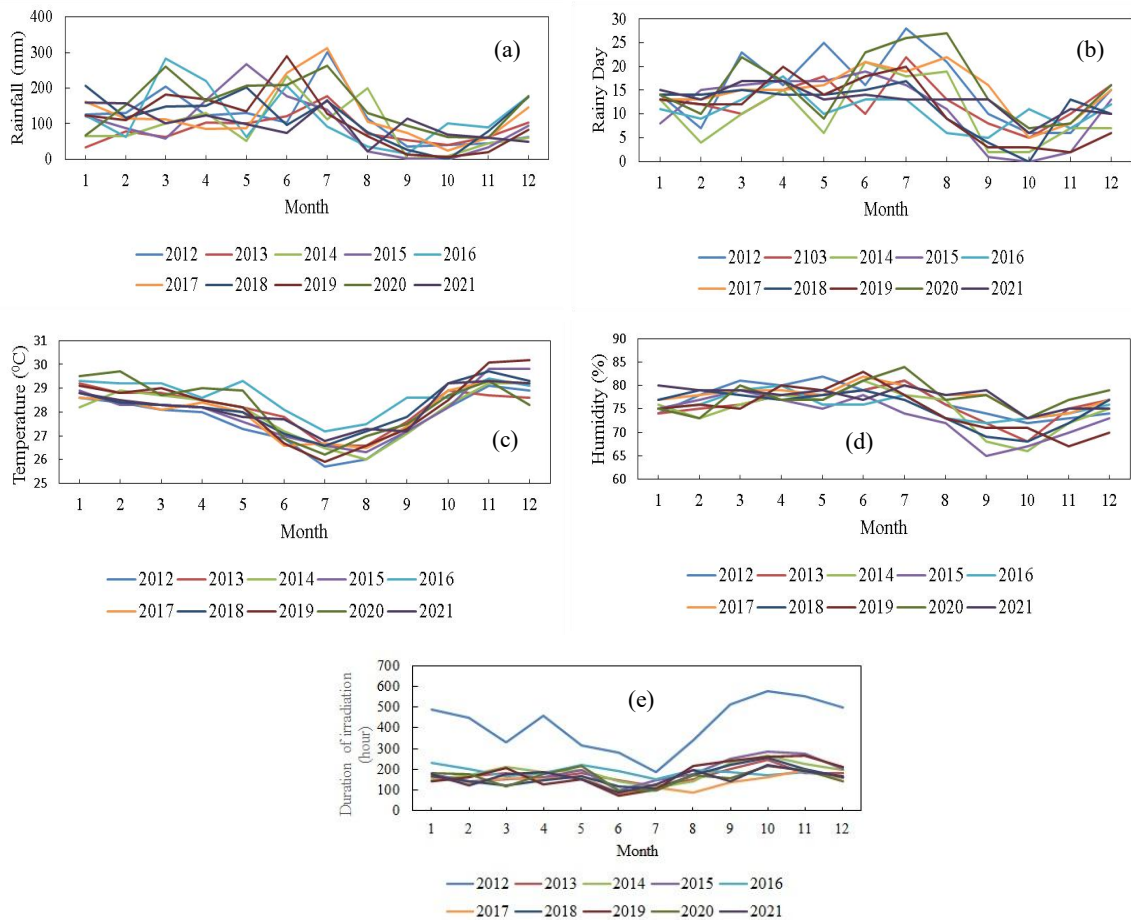 Rainfall (mm)
400
300
200
100
0
(a)
1 2 3 4 5 6 7 8 9 10 11 12
Month
2012 2013 2014 2015 2016
2017 2018 2019 2020 2021
Rainy Day
30
25
20
15
10
5
0
(b)
1 2 3 4 5 6 7 8 9 10 11 12
Month
2012 2103 2014 2015 2016
2017 2018 2019 2020 2021
Temperature (⁰C)
31
30
29
28
27
26
25
(c)
1 2 3 4 5 6 7 8 9 10 11 12
Month
2012 2013 2014 2015 2016
2017 2018 2019 2020 2021
Humidity (%)
90
85
80
75
70
65
60
(d)
1 2 3 4 5 6 7 8 9 10 11 12
Month
2012 2013 2014 2015 2016
2017 2018 2019 2020 2021
Duration of irradiation
(hour)
700
600
500
400
300
200
100
0
(e)
1 2 3 4 5 6 7 8 9 10 11 12
Month
2012 2013 2014 2015 2016
2017 2018 2019 2020 2021